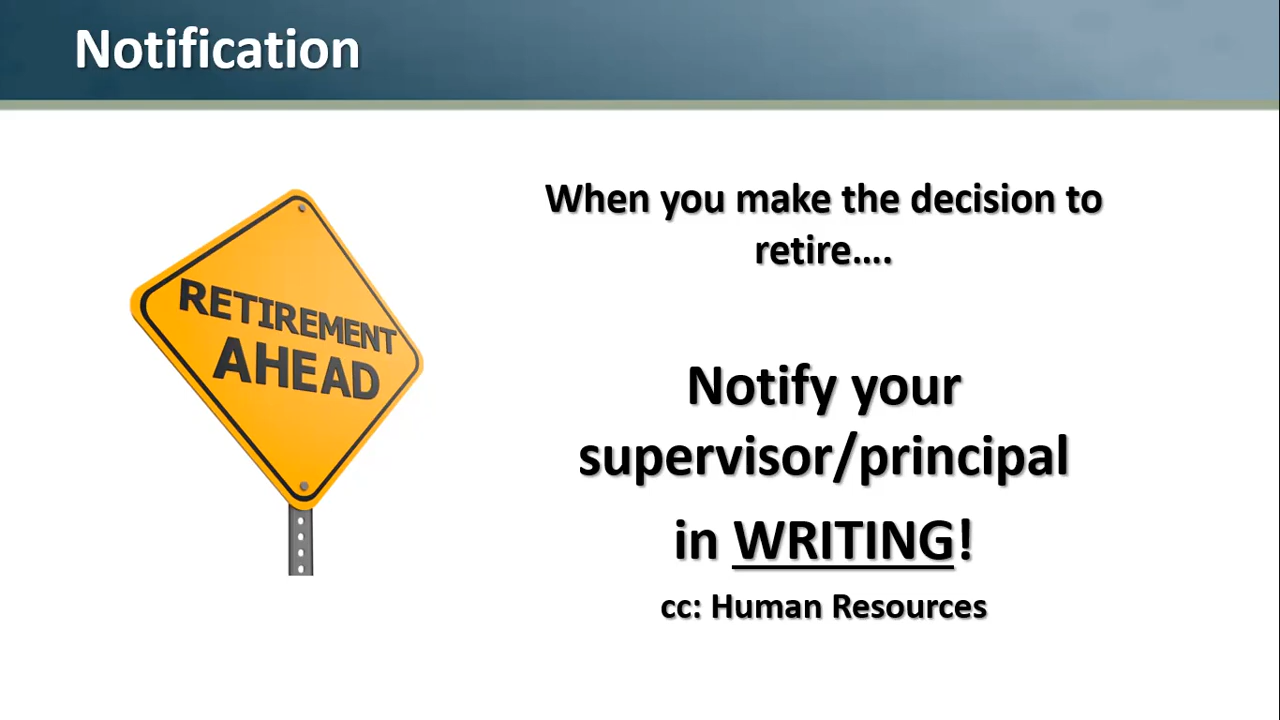 Notification
RETIREMENT
AHEAD
When you make the decision to
retire....
Notify your
supervisor/principal
in WRITING!
cc: Human Resources